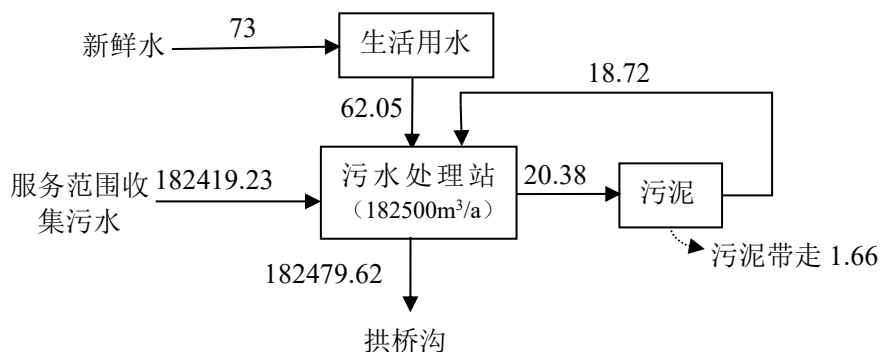 新鲜水
73
生活用水
18.72
62.05
服务范围收
集污水
182419.23
污水处理站
（182500m³/a）
20.38
污泥
污泥带走 1.66
182479.62
拱桥沟